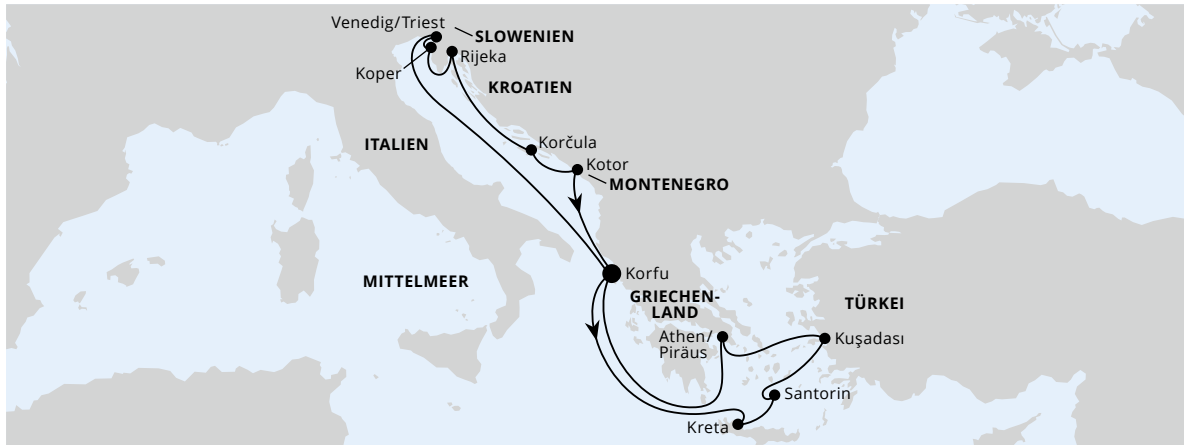 Venedig/Triest
SLOWENIEN
Koper
Rijeka
KROATIEN
ITALIEN
Korčula
Kotor
MONTENEGRO
MITTELMEER
Korfu
GRIECHEN-
LAND
TÜRKEI
Athen/
Piräus
Kuşadası
Santorin
Kreta